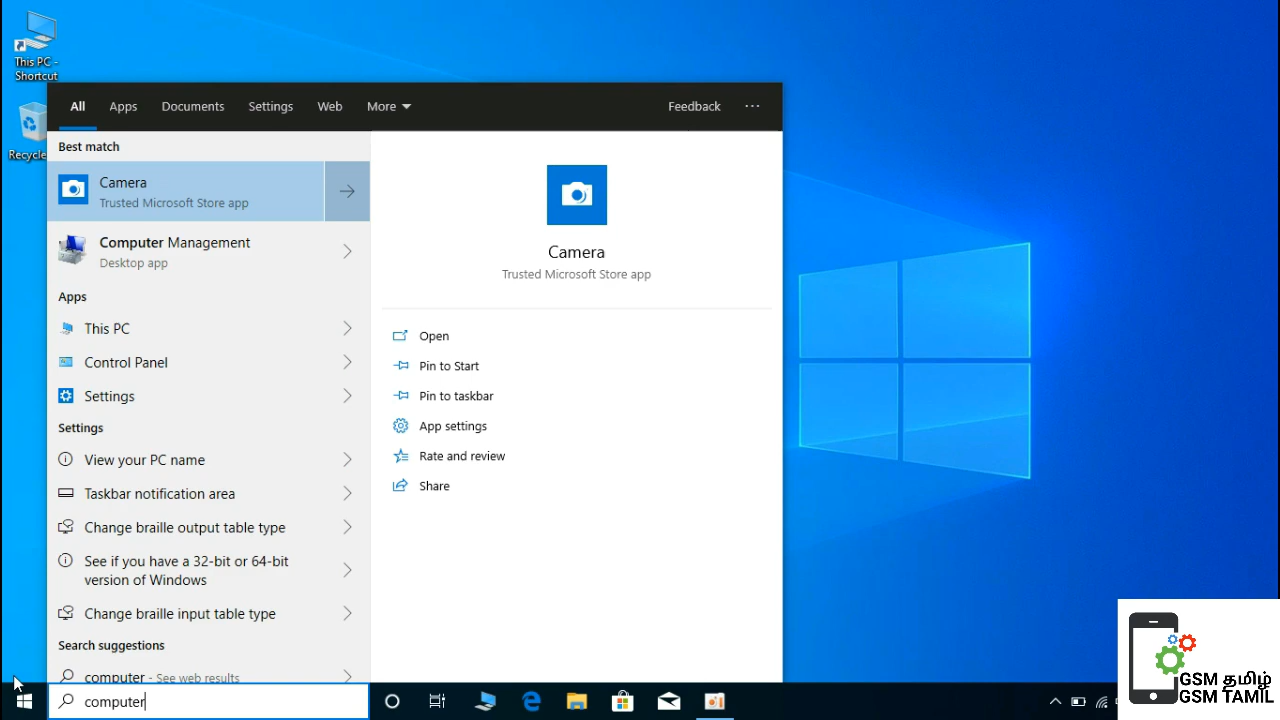 This PC -
Shortcut
Recycle
All Apps Documents Settings Web More Feedback ...
Best match
Camera
Trusted Microsoft Store app
Computer Management
Desktop app
Apps
This PC
Control Panel
Settings
Settings
View your PC name
Taskbar notification area
Change braille output table type
See if you have a 32-bit or 64-bit
version of Windows
Change braille input table type
Search suggestions
computer - See web results
computer
Camera
Trusted Microsoft Store app
Open
Pin to Start
Pin to taskbar
App settings
Rate and review
Share
GSM தமிழ்
GSM TAMIL